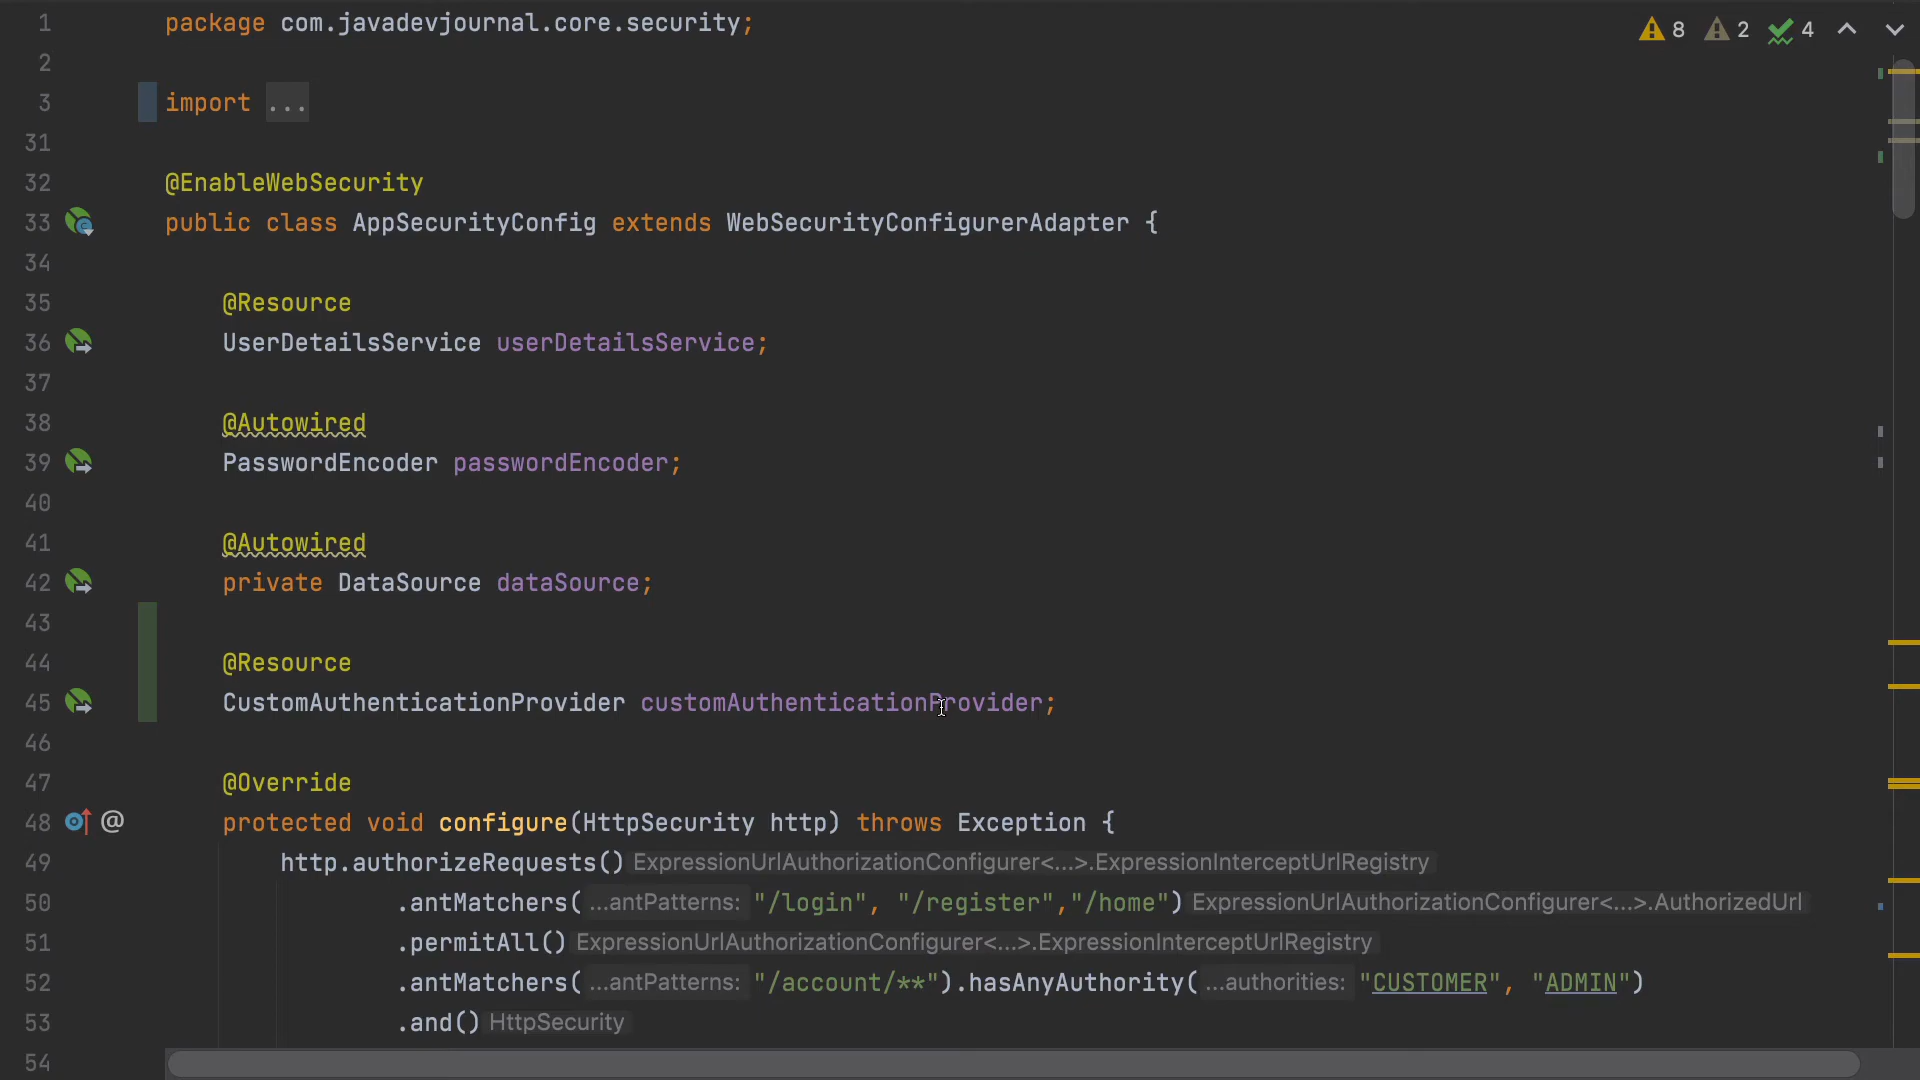 8 2 4
1 package com.javadevjournal.core.security;
2
3 import ...
31
32 @EnableWebSecurity
33 public class AppSecurityConfig extends WebSecurityConfigurerAdapter {
34
35 @Resource
36 UserDetailsService userDetailsService;
37
38 @Autowired
39 PasswordEncoder passwordEncoder;
40
41 @Autowired
42 private DataSource dataSource;
43
44 @Resource
45 CustomAuthenticationProvider customAuthenticationProvider;
46
47 @Override
48 @ protected void configure(HttpSecurity http) throws Exception {
49 http.authorizeRequests() ExpressionUrlAuthorizationConfigurer<...>.ExpressionInterceptUrlRegistry
50 .antMatchers( ...antPatterns: "/login", "/register","/home") ExpressionUrlAuthorizationConfigurer<...>.AuthorizedUrl
51 .permitAll() ExpressionUrlAuthorizationConfigurer<...>.ExpressionInterceptUrlRegistry
52 .antMatchers( ...antPatterns: "/account/**").hasAnyAuthority( ...authorities: "CUSTOMER", "ADMIN")
53 .and() HttpSecurity
54